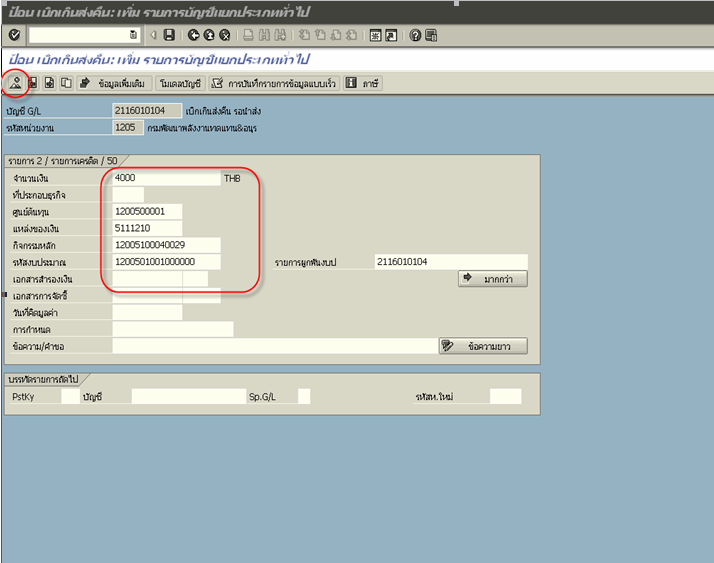 ป้อน เบิกเกินส่งคืน: เพิ่ม รายการบัญชีแยกประเภททั่วไป
ป้อน เบิกเกินส่งคืน: เพิ่ม รายการบัญชีแยกประเภททั่วไป
ข้อมูลเพิ่มเติม โมเดลบัญชี การบันทึกรายการข้อมูลแบบเร็ว ภาษี
บัญชี G/L 2116010104 เบิกเกินส่งคืน รอนำส่ง
รหัสหน่วยงาน 1205 กรมพัฒนาพลังงานทดแทน&อนุร
รายการ 2 / รายการเครดิต / 50
จำนวนเงิน 4000 THB
ที่ประกอบธุรกิจ
ศูนย์ต้นทุน 1200500001
แหล่งของเงิน 5111210
กิจกรรมหลัก 12005100040029
รหัสงบประมาณ 1200501001000000 รายการผูกพันงบป 2116010104
เอกสารสำรองเงิน มากกว่า
เอกสารการจัดซื้
วันที่คิดมูลค่า
การกำหนด
ข้อความ/คำขอ ข้อความยาว
บรรทัดรายการถัดไป
PstKy บัญชี Sp.G/L รหัสห.ใหม่